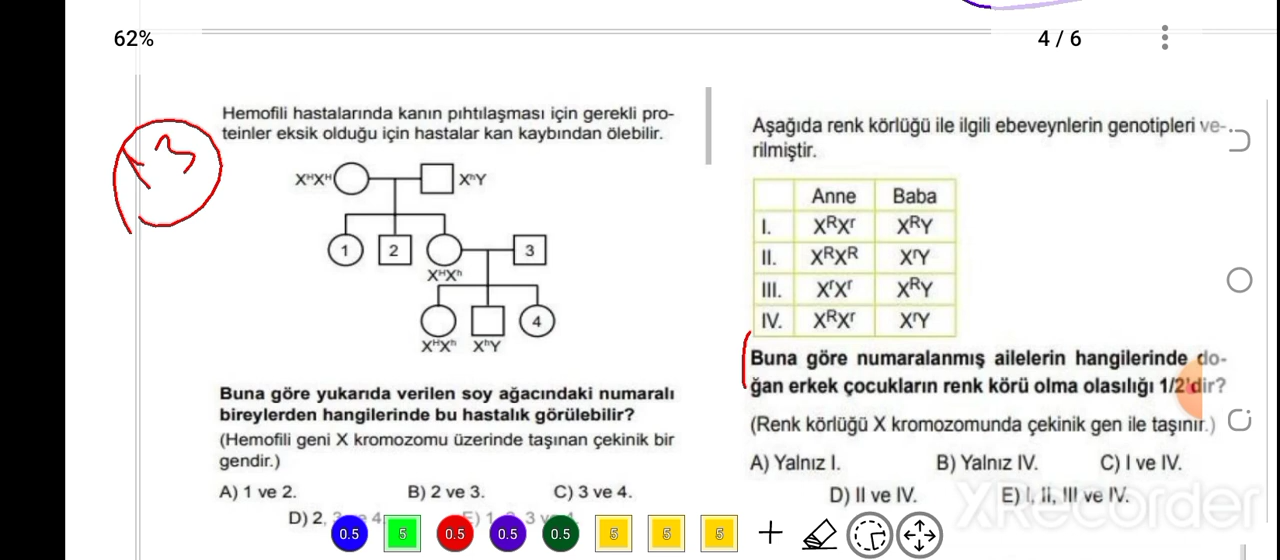 62%
4 / 6
13
Hemofili hastalarında kanın pıhtılaşması için gerekli pro-
teinler eksik olduğu için hastalar kan kaybından ölebilir.
XᴴXᴴ
XʰY
1
2
3
XᴴXʰ
4
XᴴXʰ XʰY
Buna göre yukarıda verilen soy ağacındaki numaralı
bireylerden hangilerinde bu hastalık görülebilir?
(Hemofili geni X kromozomu üzerinde taşınan çekinik bir
gendir.)
A) 1 ve 2. B) 2 ve 3. C) 3 ve 4.
D) 2, 4 E) 1 3
Aşağıda renk körlüğü ile ilgili ebeveynlerin genotipleri ve-
rilmiştir.
Anne Baba
I. XᴿXʳ XᴿY
II. XᴿXᴿ XʳY
III. XʳXʳ XᴿY
IV. XᴿXʳ XʳY
Buna göre numaralanmış ailelerin hangilerinde do-
ğan erkek çocukların renk körü olma olasılığı 1/2'dir?
(Renk körlüğü X kromozomunda çekinik gen ile taşınır.)
A) Yalnız I. B) Yalnız IV. C) I ve IV.
D) II ve IV. E) I, II, III ve IV.
XRecorder
0.5 5 0.5 0.5 0.5 5 5 5